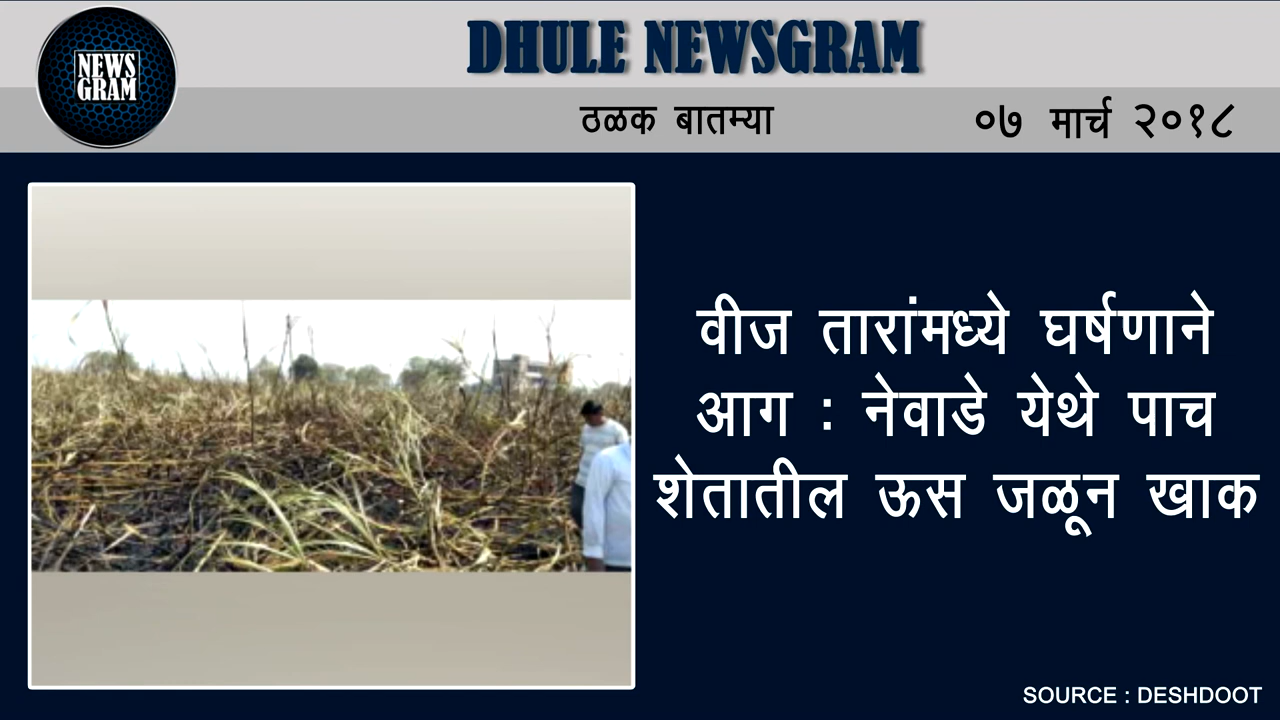 NEWS
GRAM
DHULE NEWSGRAM
ठळक बातम्या
०७ मार्च २०१८
वीज तारांमध्ये घर्षणाने
आग : नेवाडे येथे पाच
शेतातील ऊस जळून खाक
SOURCE : DESHDOOT